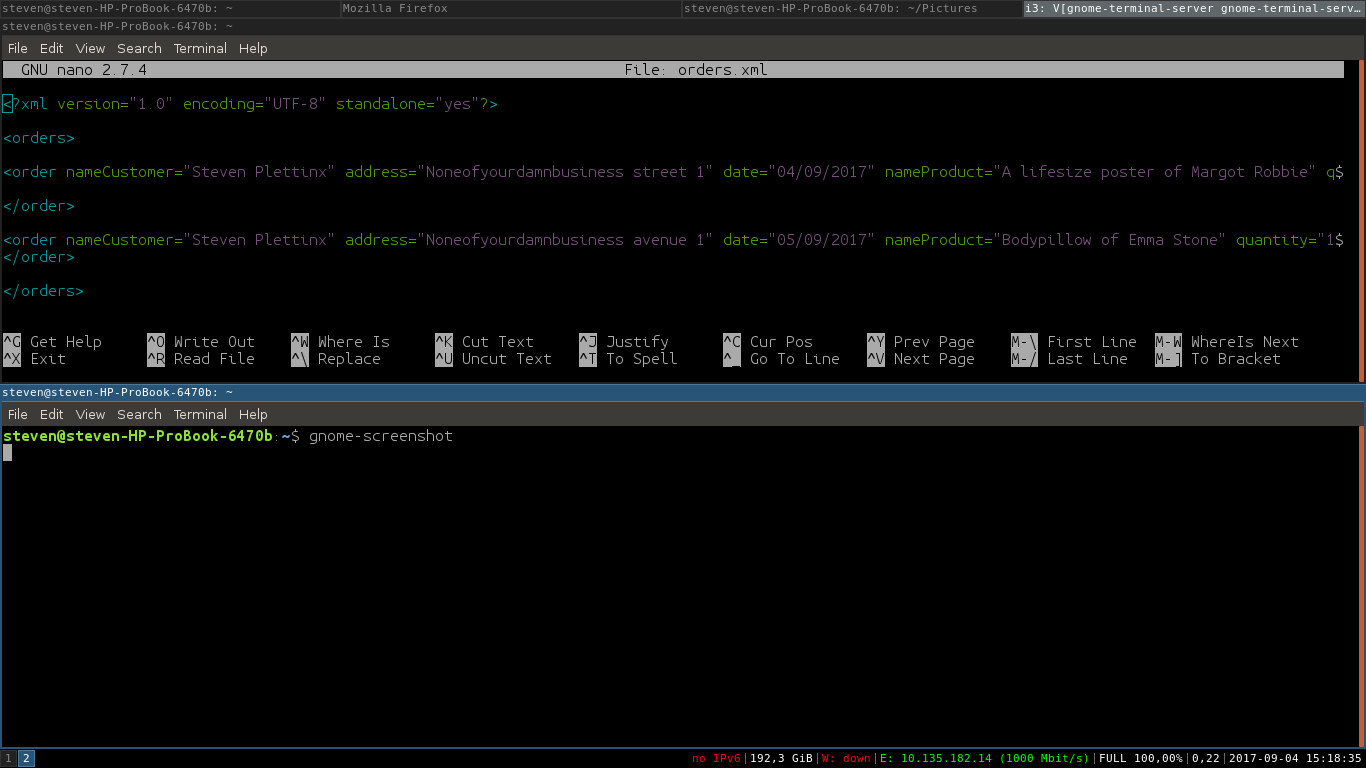 steven@steven-HP-ProBook-6470b: ~ Mozilla Firefox steven@steven-HP-ProBook-6470b: ~/Pictures i3: V[gnome-terminal-server gnome-terminal-serv…
steven@steven-HP-ProBook-6470b: ~
File Edit View Search Terminal Help
GNU nano 2.7.4 File: orders.xml
<?xml version="1.0" encoding="UTF-8" standalone="yes"?>
<orders>
<order nameCustomer="Steven Plettinx" address="Noneofyourdamnbusiness street 1" date="04/09/2017" nameProduct="A lifesize poster of Margot Robbie" q$
</order>
<order nameCustomer="Steven Plettinx" address="Noneofyourdamnbusiness avenue 1" date="05/09/2017" nameProduct="Bodypillow of Emma Stone" quantity="1$
</order>
</orders>
^G Get Help ^O Write Out ^W Where Is ^K Cut Text ^J Justify ^C Cur Pos ^Y Prev Page M-\ First Line M-W WhereIs Next
^X Exit ^R Read File ^\ Replace ^U Uncut Text ^T To Spell ^_ Go To Line ^V Next Page M-/ Last Line M-] To Bracket
steven@steven-HP-ProBook-6470b: ~
File Edit View Search Terminal Help
steven@steven-HP-ProBook-6470b:~$ gnome-screenshot
1 2 no IPv6|192,3 GiB|W: down|E: 10.135.182.14 (1000 Mbit/s)|FULL 100,00%|0,22|2017-09-04 15:18:35